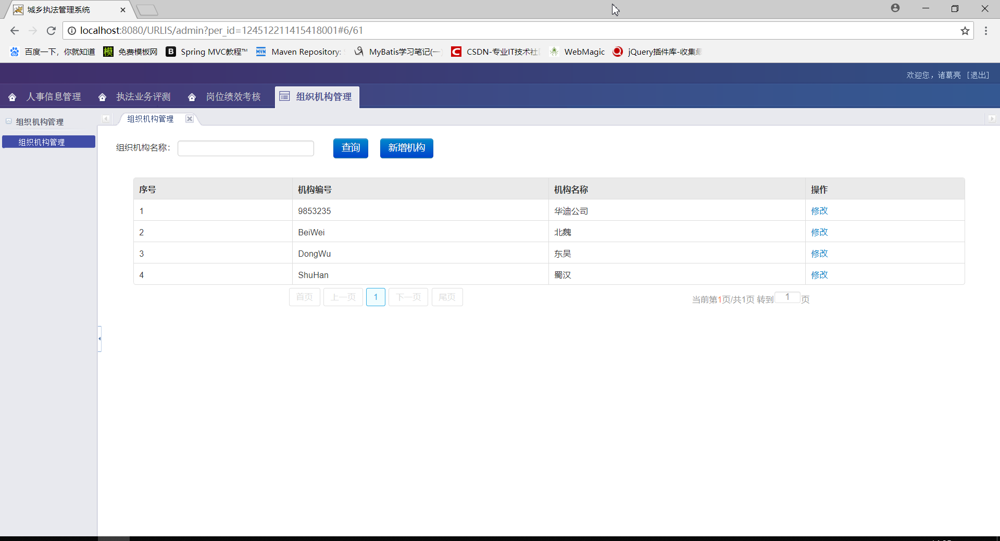 城乡执法管理系统
localhost:8080/URLIS/admin?per_id=124512211415418001#6/61
百度一下，你就知道 免费模板网 Spring MVC教程™ Maven Repository: MyBatis学习笔记(一 CSDN-专业IT技术社 WebMagic jQuery插件库-收集最
欢迎您，诸葛亮 [退出]
人事信息管理 执法业务评测 岗位绩效考核 组织机构管理
组织机构管理 组织机构管理
组织机构管理
组织机构名称： 查询 新增机构
序号 机构编号 机构名称 操作
1 9853235 华迪公司 修改
2 BeiWei 北魏 修改
3 DongWu 东吴 修改
4 ShuHan 蜀汉 修改
首页 上一页 1 下一页 尾页 当前第1页/共1页 转到 1 页